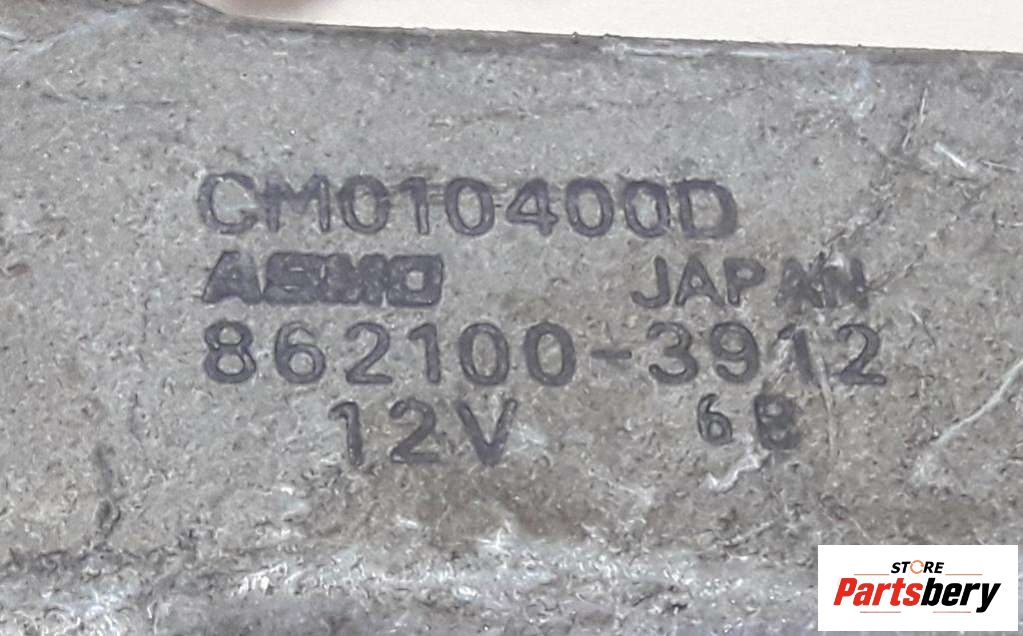 CM010400D
ASMO JAPAN
862100-3912
12V 6B
STORE
Partsbery